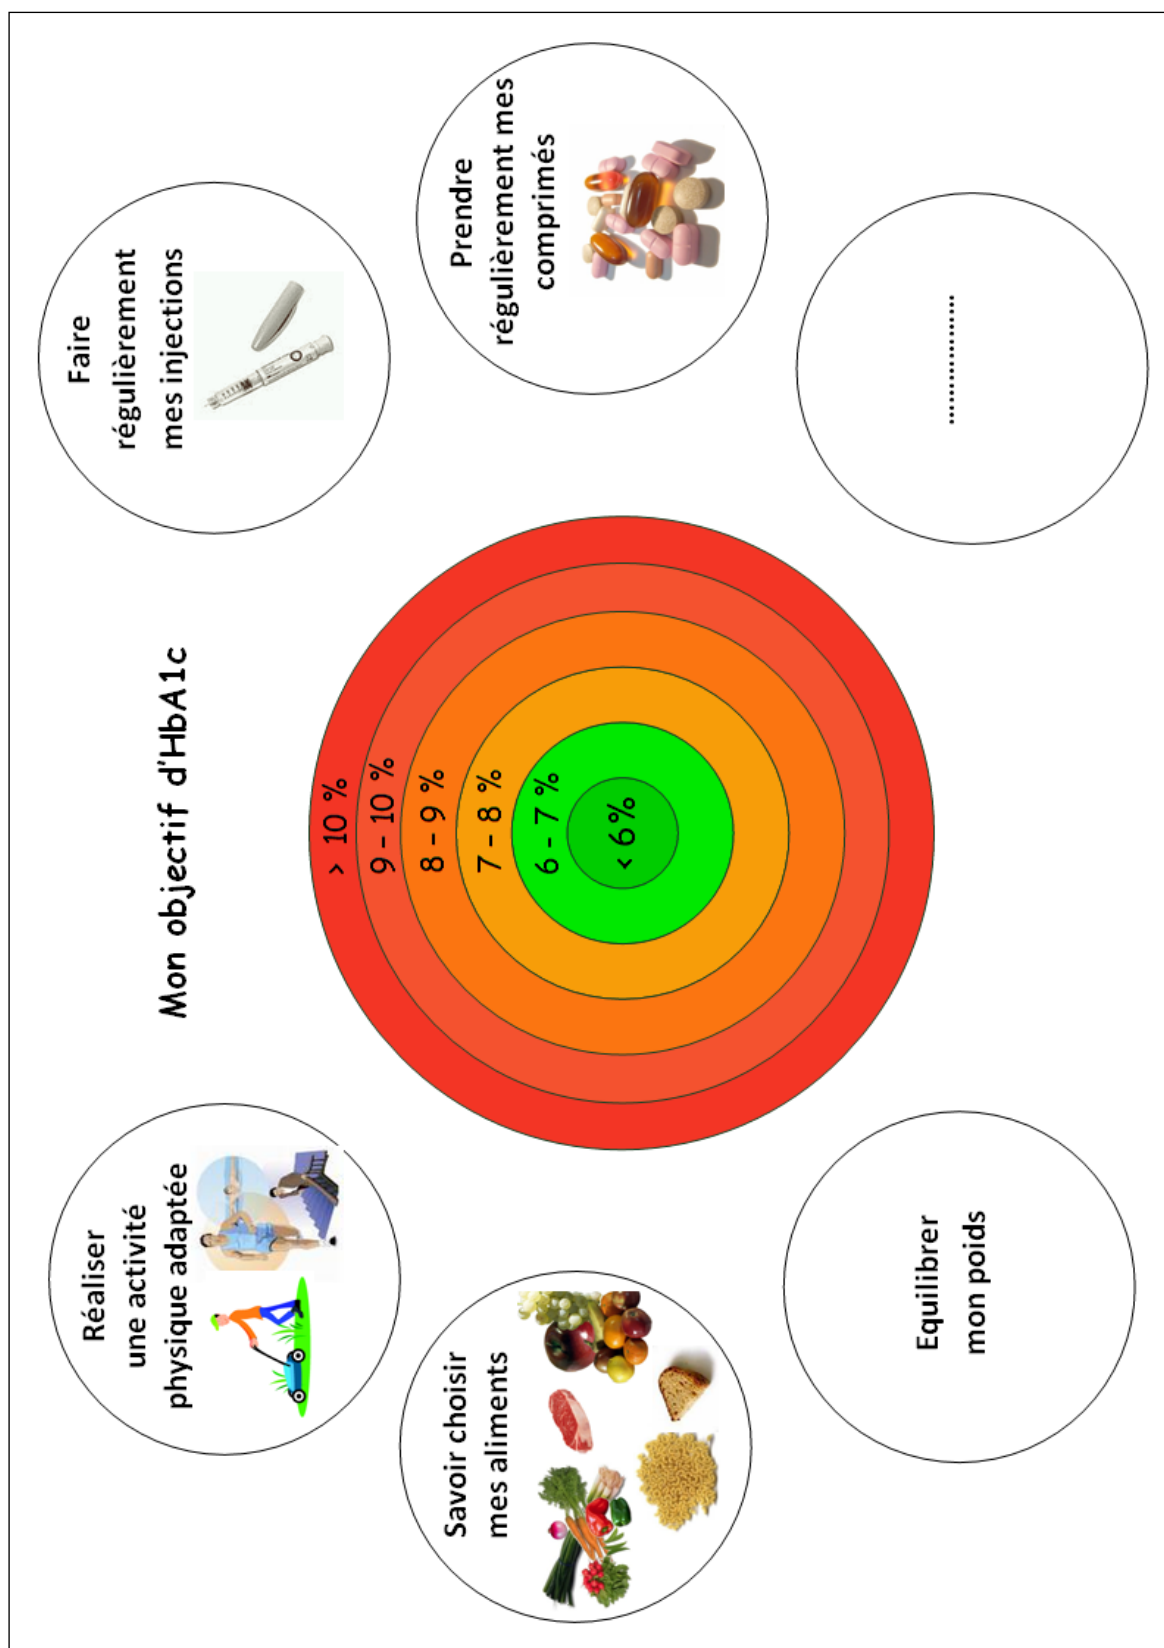 Mon objectif d'HbA1c
Réaliser
une activité
physique adaptée
Faire
régulièrement
mes injections
Savoir choisir
mes aliments
> 10 %
9 - 10 %
8 - 9 %
7 - 8 %
6 - 7 %
< 6%
Prendre
régulièrement mes
comprimés
Equilibrer
mon poids
...................